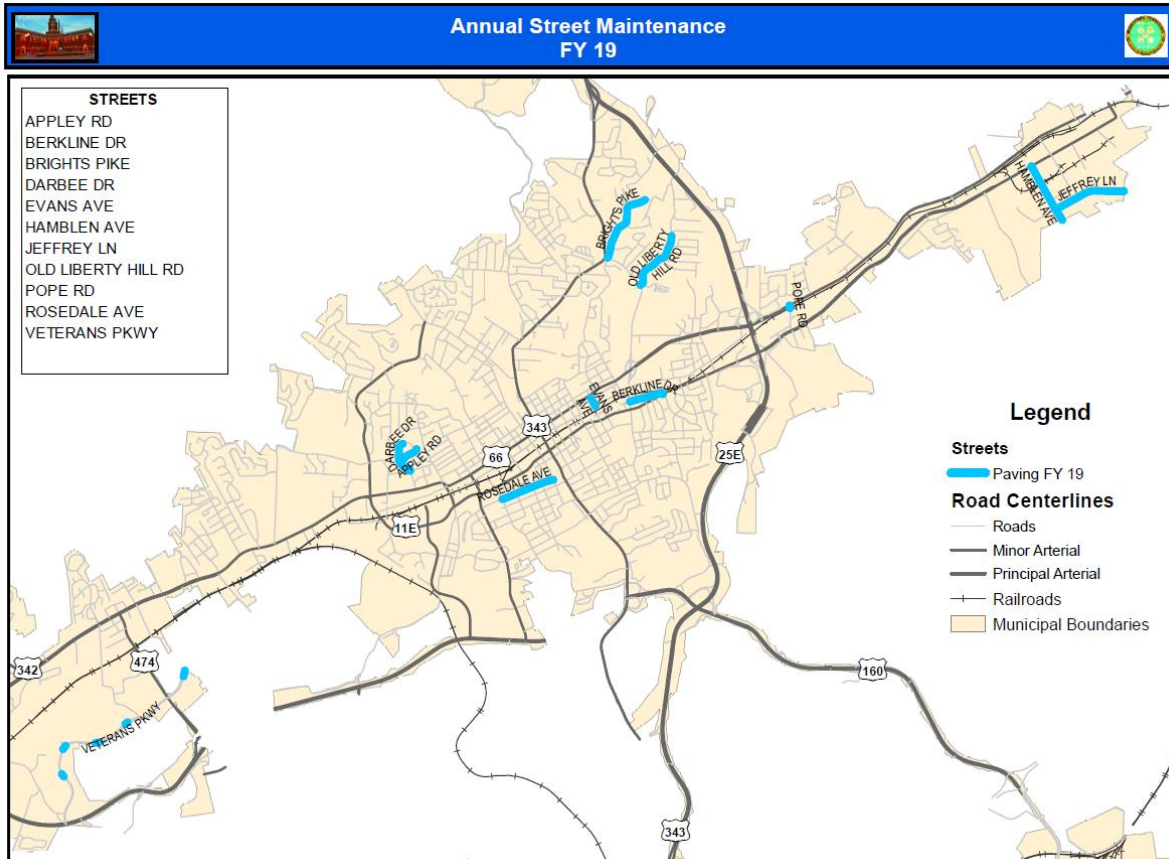 Annual Street Maintenance
FY 19
STREETS
APPLEY RD
BERKLINE DR
BRIGHTS PIKE
DARBEE DR
EVANS AVE
HAMBLEN AVE
JEFFREY LN
OLD LIBERTY HILL RD
POPE RD
ROSEDALE AVE
VETERANS PKWY
HAMBLEN AVE
JEFFREY LN
BRIGHTS PIKE
OLD LIBERTY
HILL RD
POPE RD
EVANS
AVE
BERKLINE DR
343
DARBEE DR
APPLEY RD
66
25E
ROSEDALE AVE
11E
342
474
160
VETERANS PKWY
343
Legend
Streets
Paving FY 19
Road Centerlines
Roads
Minor Arterial
Principal Arterial
Railroads
Municipal Boundaries